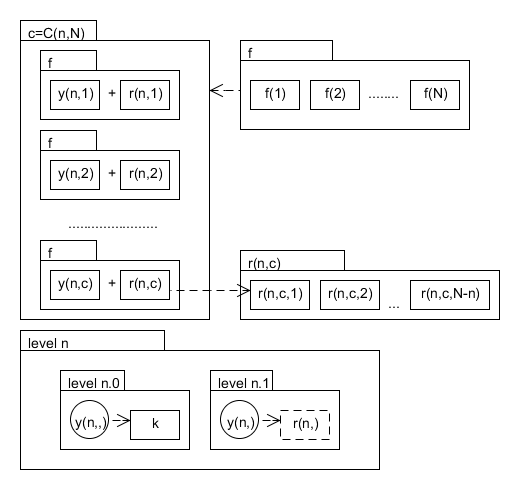 c=C(n,N)
f
y(n,1) + r(n,1)
f
y(n,2) + r(n,2)
.......................
f
y(n,c) + r(n,c)
f
f(1) f(2) ........ f(N)
r(n,c)
r(n,c,1) r(n,c,2) ... r(n,c,N-n)
level n
level n.0
y(n,,) k
level n.1
y(n,) r(n,)